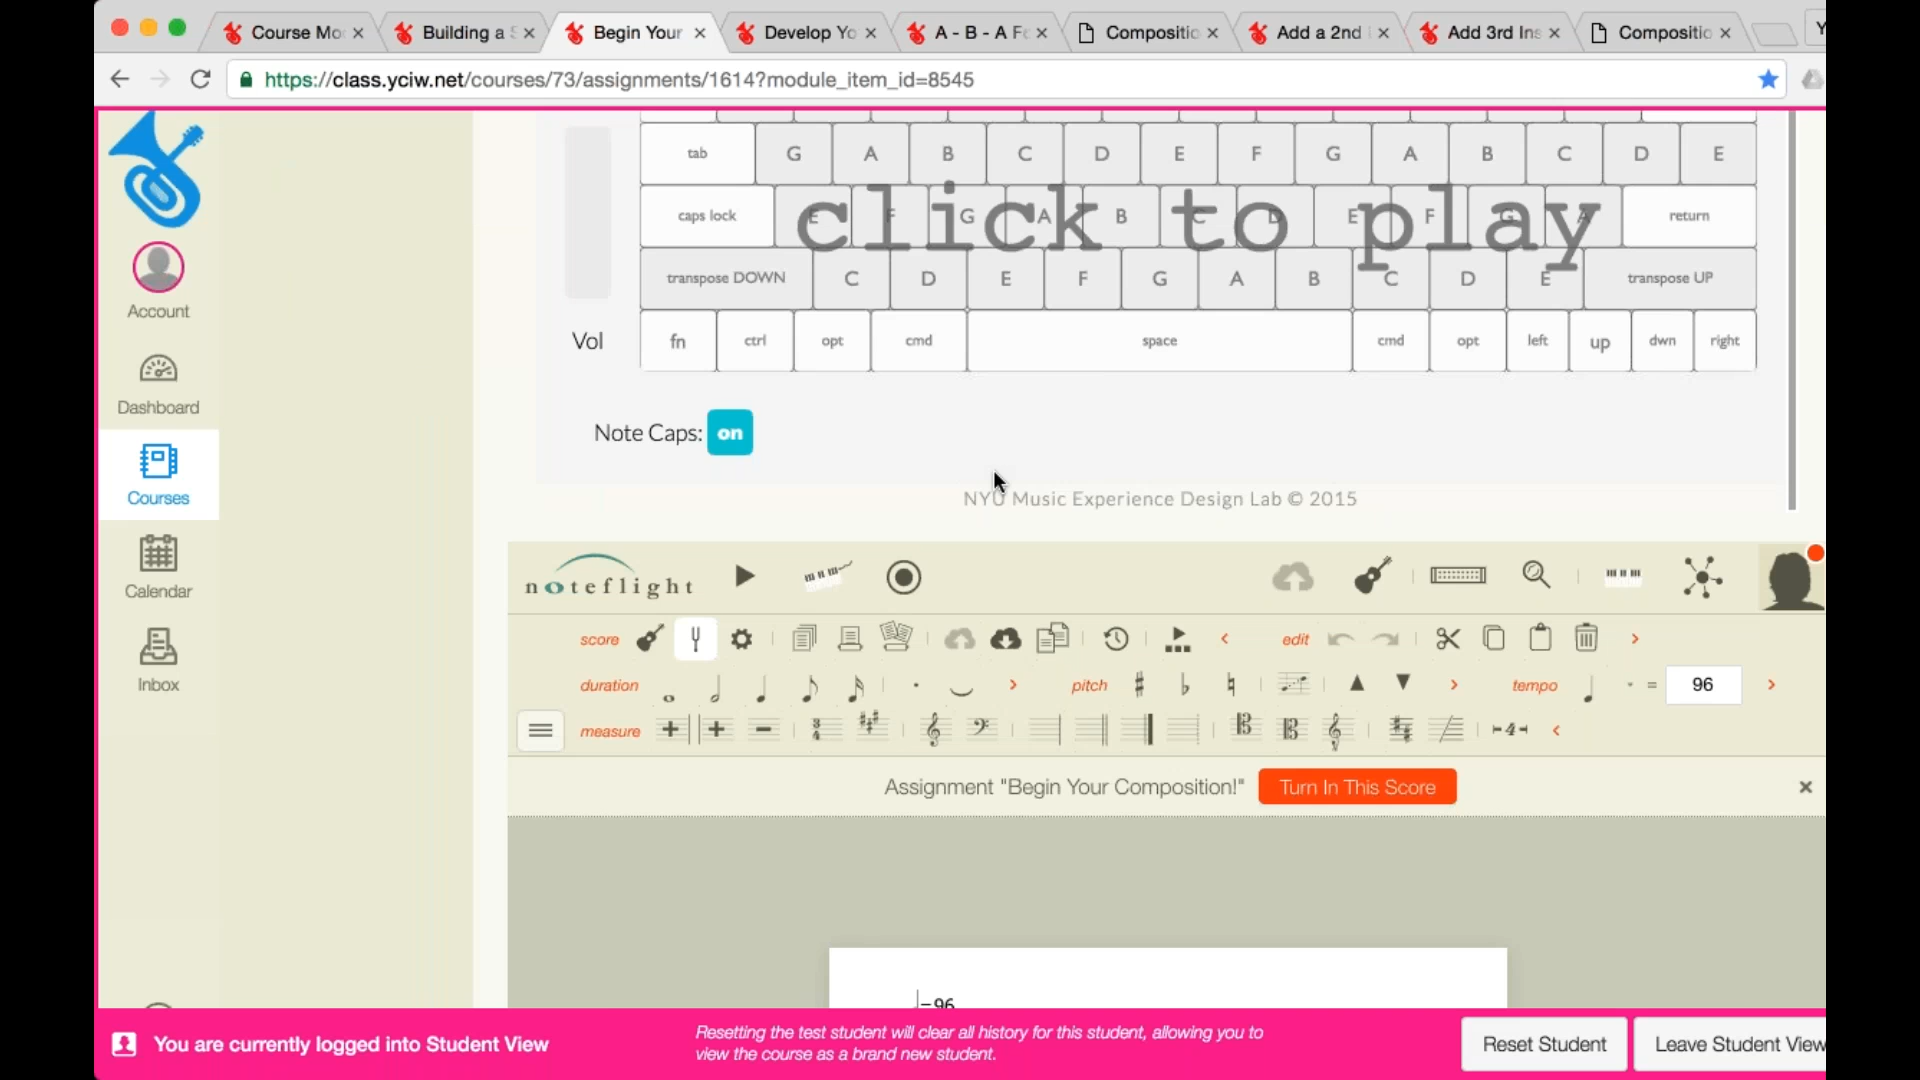 Course Mo
Building a S
Begin Your
Develop Yo
A - B - A Fo
Compositio
Add a 2nd
Add 3rd Ins
Compositio
Y
https://class.yciw.net/courses/73/assignments/1614?module_item_id=8545
tab G A B C D E F G A B C D E
caps lock E F G A B C D E F G A return
click to play
transpose DOWN C D E F G A B C D E transpose UP
Vol
fn ctrl opt cmd space cmd opt left up dwn right
Note Caps: on
NYU Music Experience Design Lab © 2015
Account
Dashboard
Courses
Calendar
Inbox
noteflight
score
edit
duration
pitch
tempo = 96
measure
4
Assignment "Begin Your Composition!" Turn In This Score
=96
You are currently logged into Student View
Resetting the test student will clear all history for this student, allowing you to
view the course as a brand new student.
Reset Student
Leave Student View